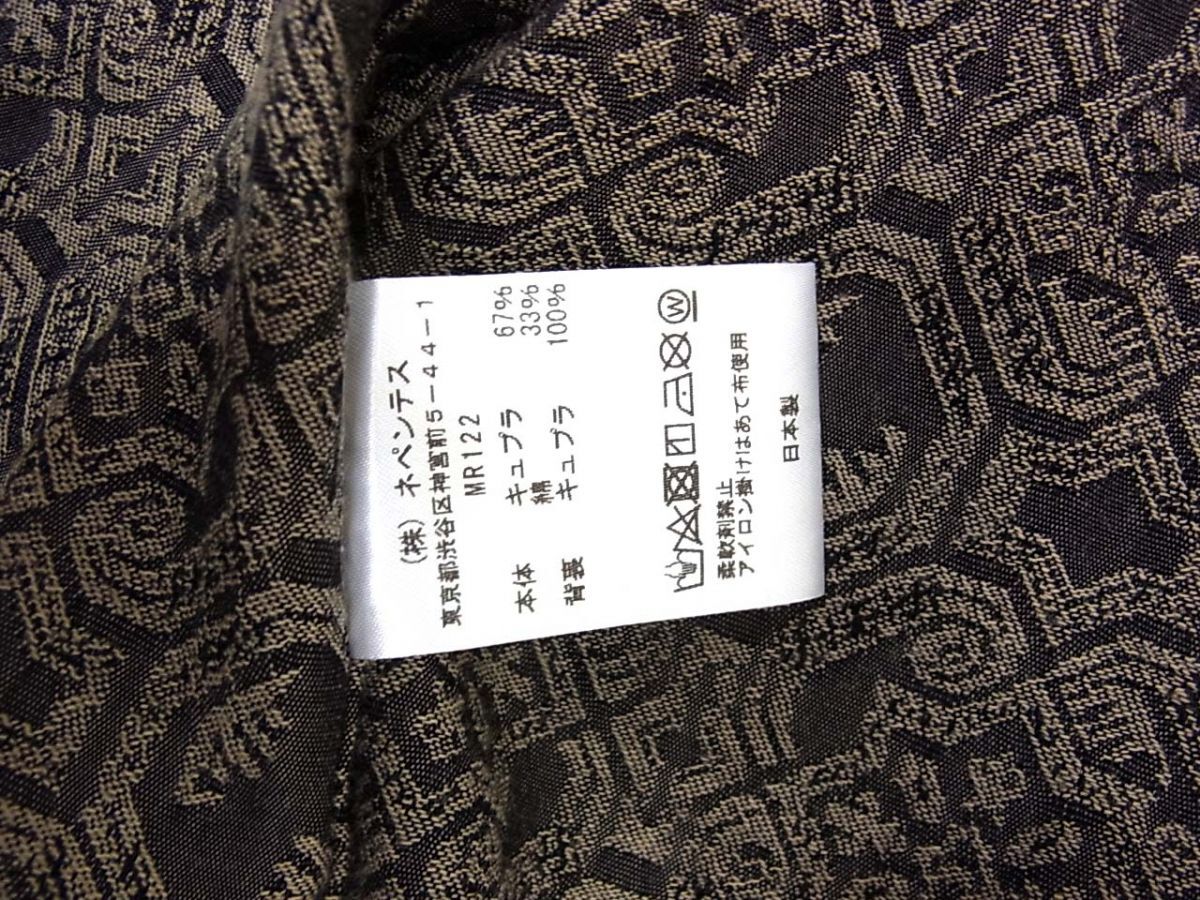 (株) ネペンテス
東京都渋谷区神宮前5-44-1
MR122
本体 キュプラ 67%
綿 33%
背裏 キュプラ 100%
W
柔軟剤禁止
アイロン掛けはあて布使用
日本製